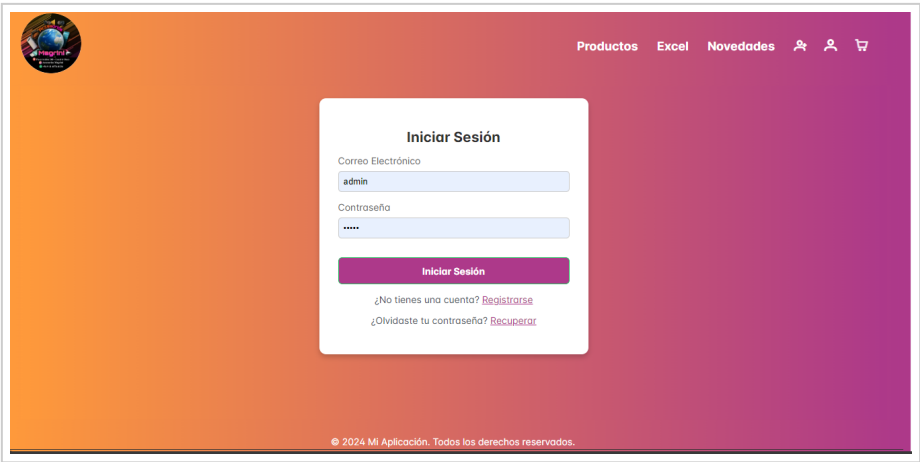 Magrini
Productos Excel Novedades
Iniciar Sesión
Correo Electrónico
admin
Contraseña
•••••
Iniciar Sesión
¿No tienes una cuenta? Registrarse
¿Olvidaste tu contraseña? Recuperar
© 2024 Mi Aplicación. Todos los derechos reservados.